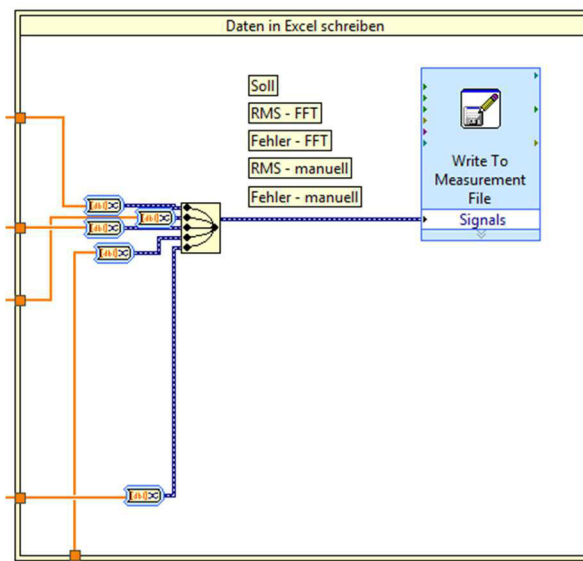 Daten in Excel schreiben
Soll
RMS - FFT
Fehler - FFT
RMS - manuell
Fehler - manuell
Write To
Measurement
File
Signals